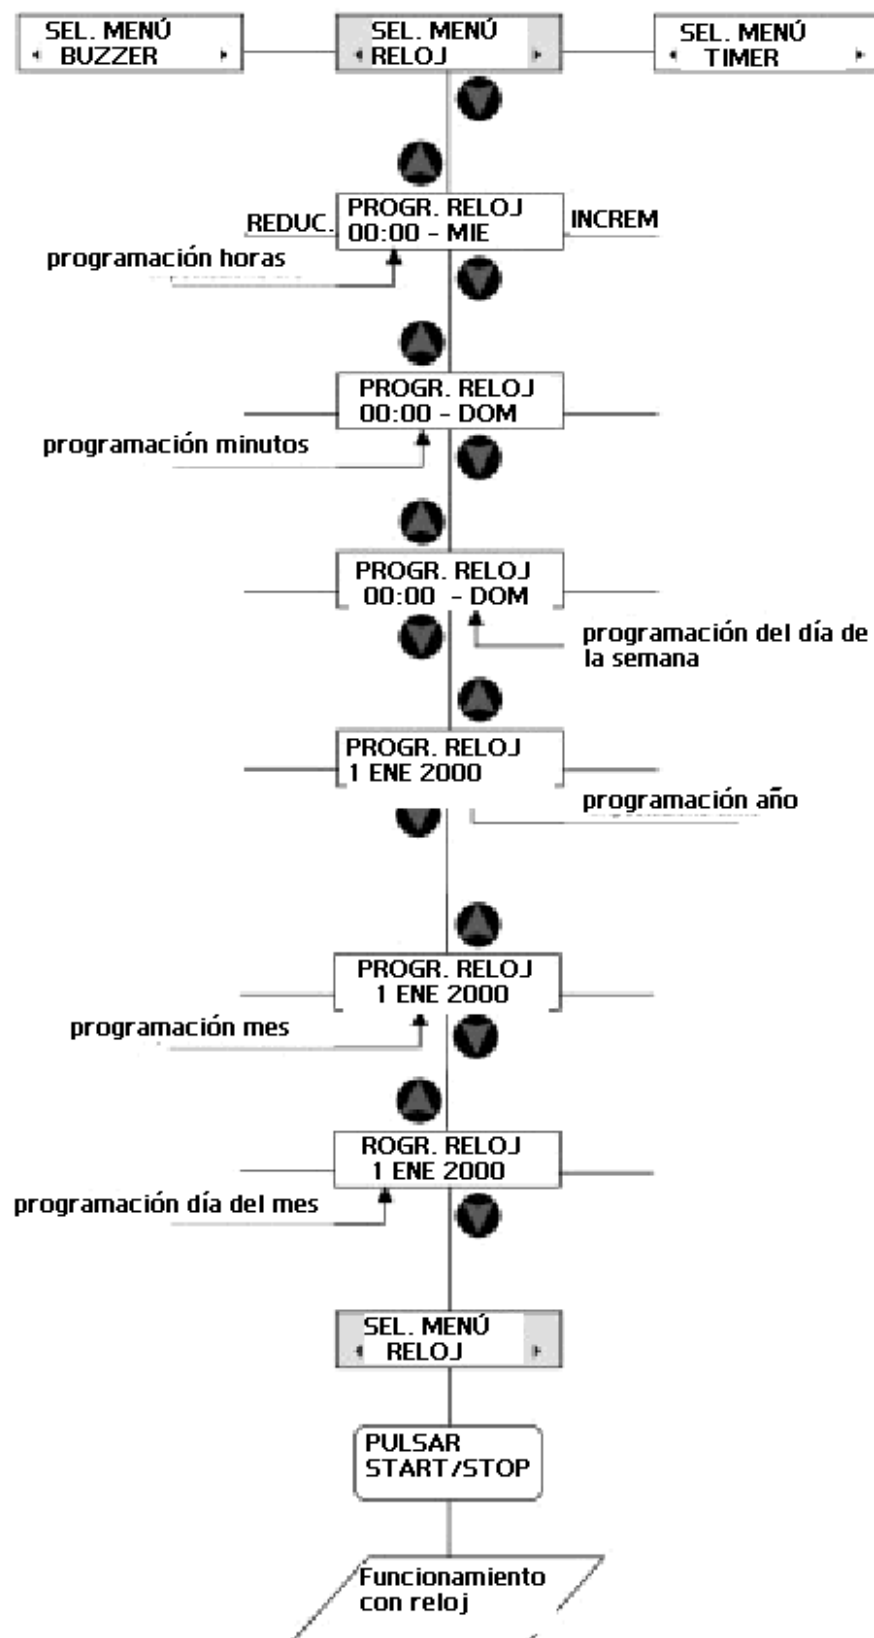 SEL. MENÚ
BUZZER
SEL. MENÚ
RELOJ
SEL. MENÚ
TIMER
REDUC.
PROGR. RELOJ
00:00 - MIE
INCREM
programación horas
PROGR. RELOJ
00:00 - DOM
programación minutos
PROGR. RELOJ
00:00 - DOM
programación del día de
la semana
PROGR. RELOJ
1 ENE 2000
programación año
PROGR. RELOJ
1 ENE 2000
programación mes
ROGR. RELOJ
1 ENE 2000
programación día del mes
SEL. MENÚ
RELOJ
PULSAR
START/STOP
Funcionamiento
con reloj